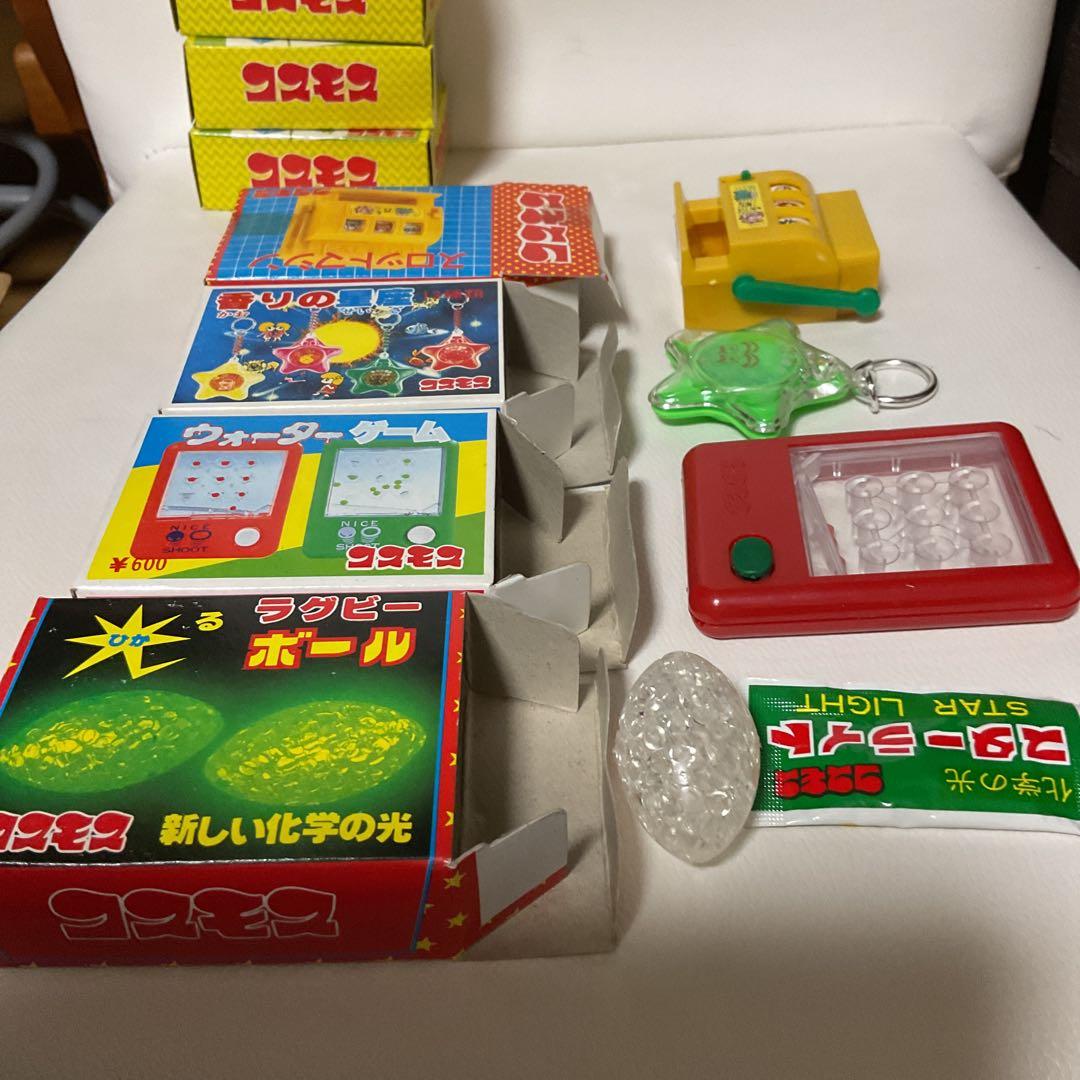 コスモス
コスモス
コスモス
コスモス
スロットマシン
香りの星座
コスモス
ウォーターゲーム
NICE
SHOOT
NICE
SHOOT
¥600
コスモス
ひかる
ラグビー
ボール
コスモス
新しい化学の光
コスモス
STAR LIGHT
スターライト
化学の光
コスモス